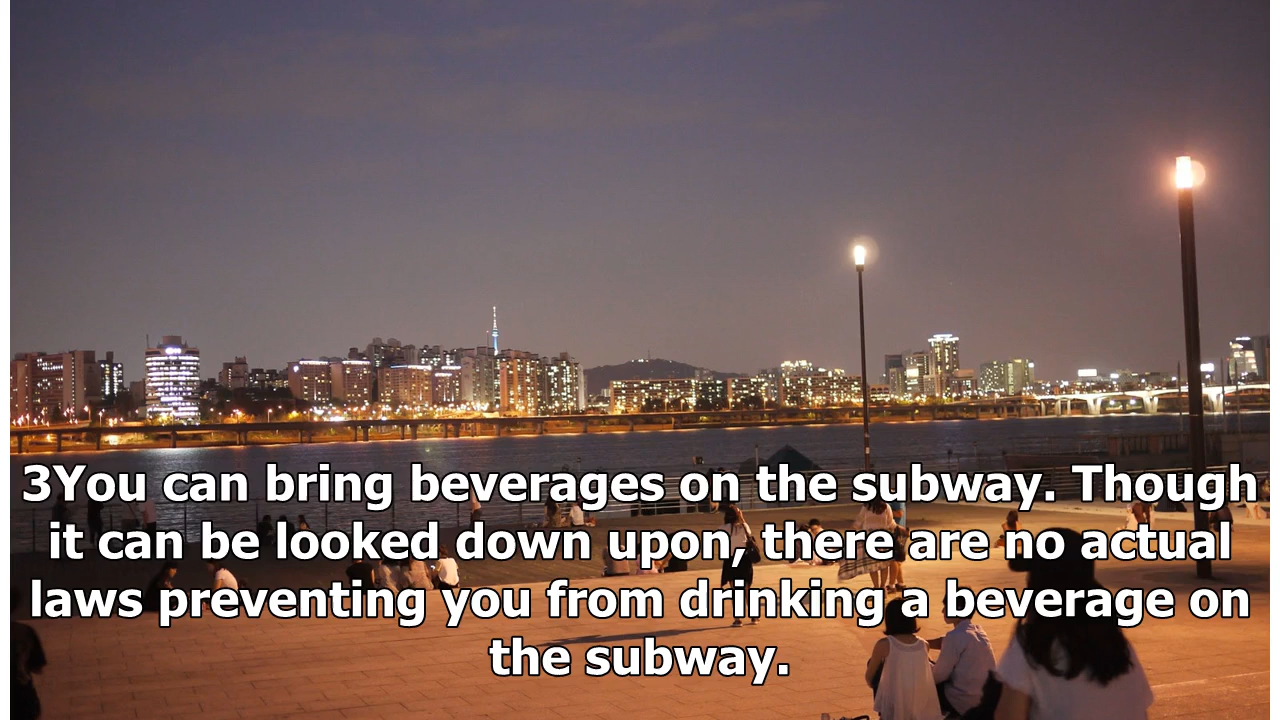 3You can bring beverages on the subway. Though
it can be looked down upon, there are no actual
laws preventing you from drinking a beverage on
the subway.